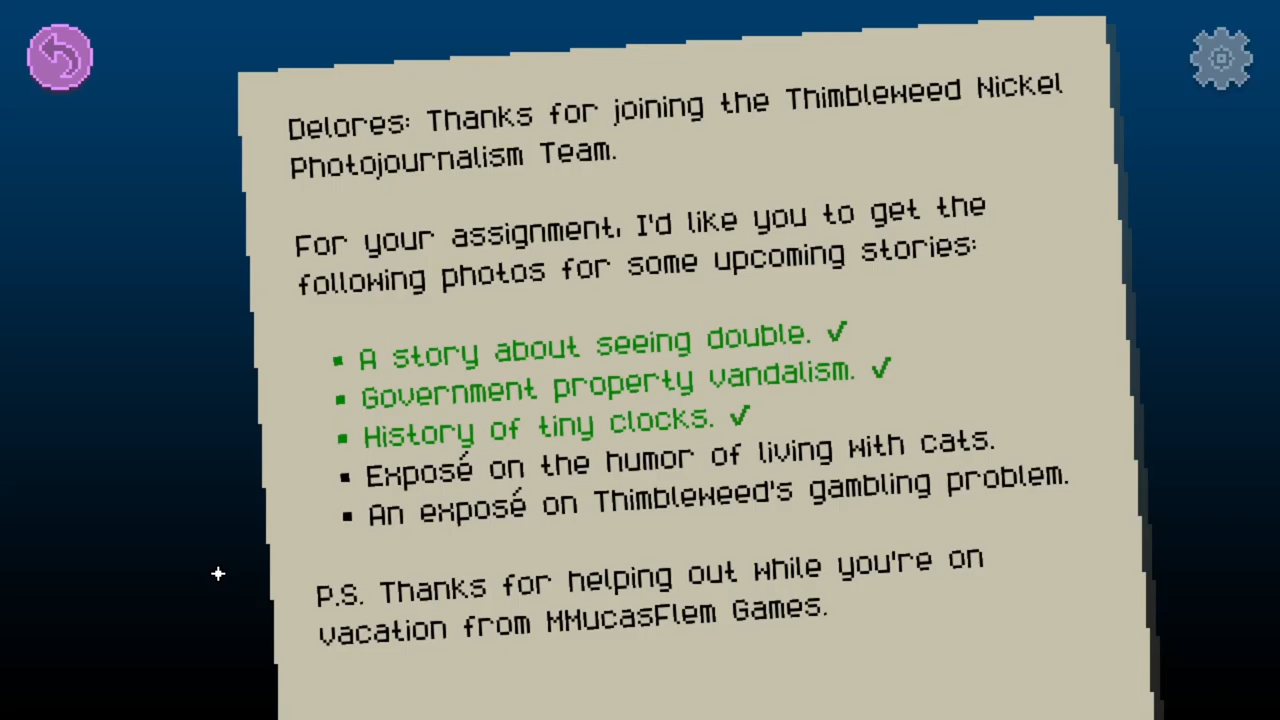 Delores: Thanks for joining the Thimbleweed Nickel
Photojournalism Team.
For your assignment, I'd like you to get the
following photos for some upcoming stories:
▪ A story about seeing double. ✓
▪ Government property vandalism. ✓
▪ History of tiny clocks. ✓
▪ Exposé on the humor of living with cats.
▪ An exposé on Thimbleweed's gambling problem.
P.S. Thanks for helping out while you're on
vacation from MMucasFlem Games.